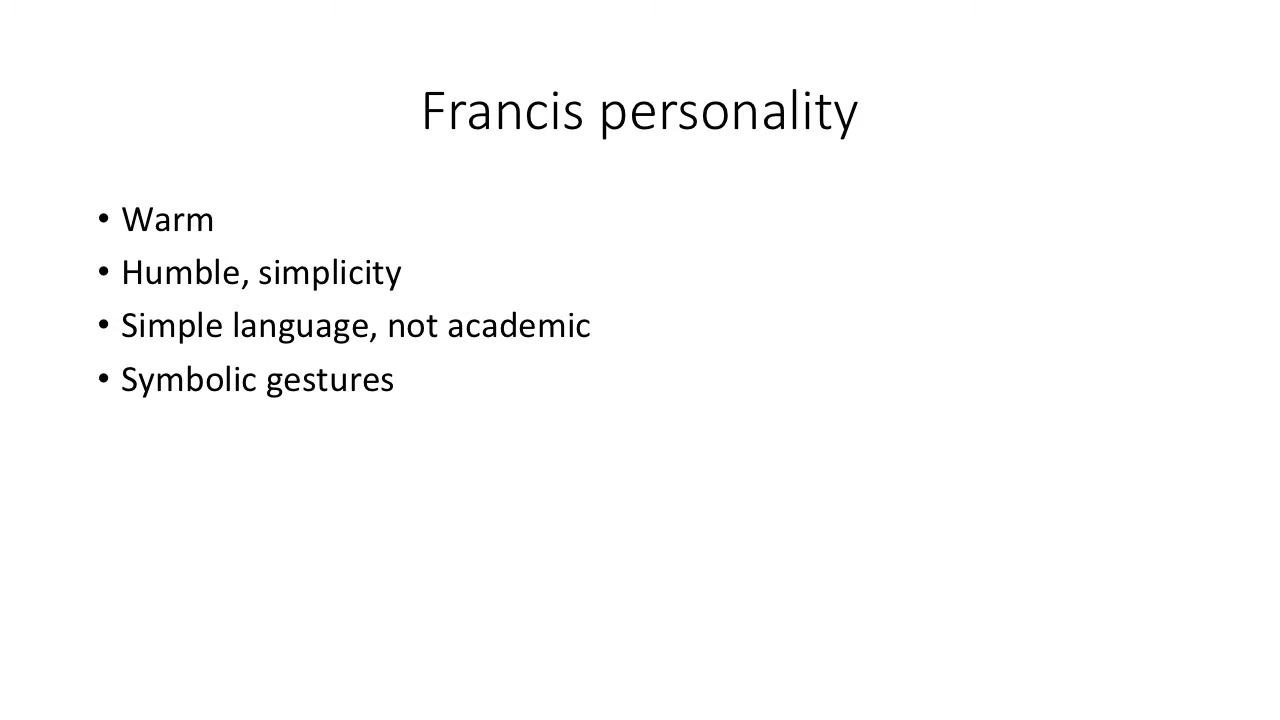 Francis personality
• Warm
• Humble, simplicity
• Simple language, not academic
• Symbolic gestures